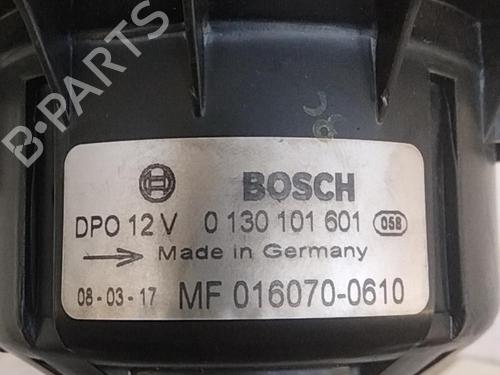 B-PARTS
BOSCH
DPO 12 V 0 130 101 601 058
Made in Germany
08-03-17 MF 016070-0610